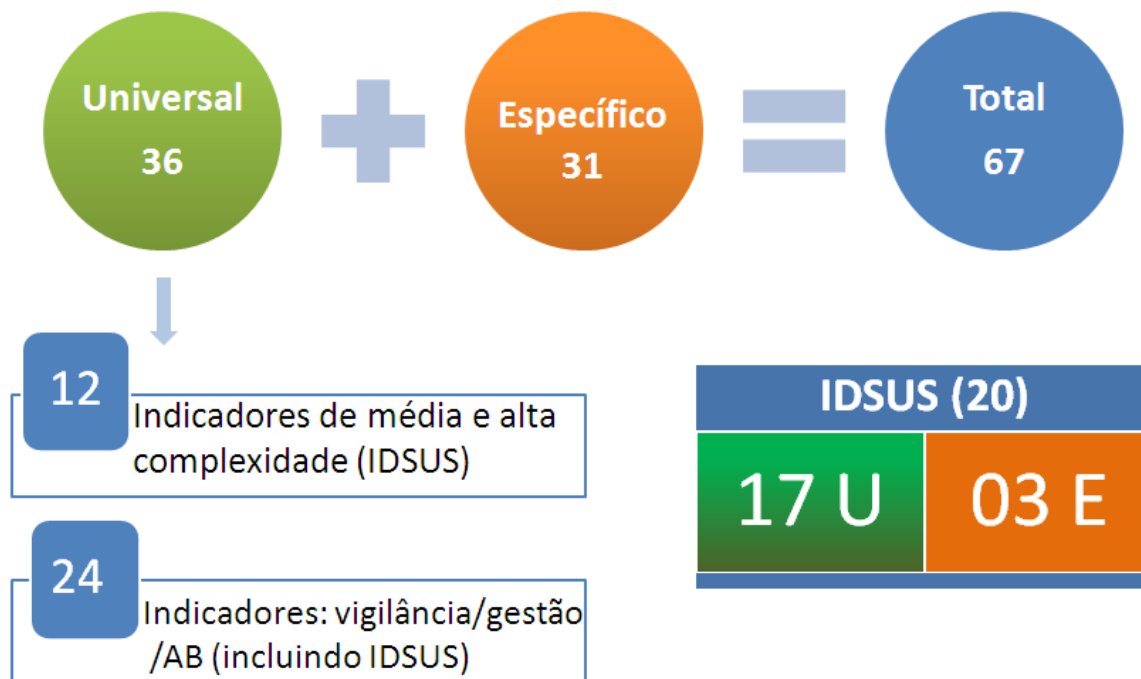 Universal
36
Específico
31
Total
67
12
Indicadores de média e alta
complexidade (IDSUS)
24
Indicadores: vigilância/gestão
/AB (incluindo IDSUS)
IDSUS (20)
17 U
03 E